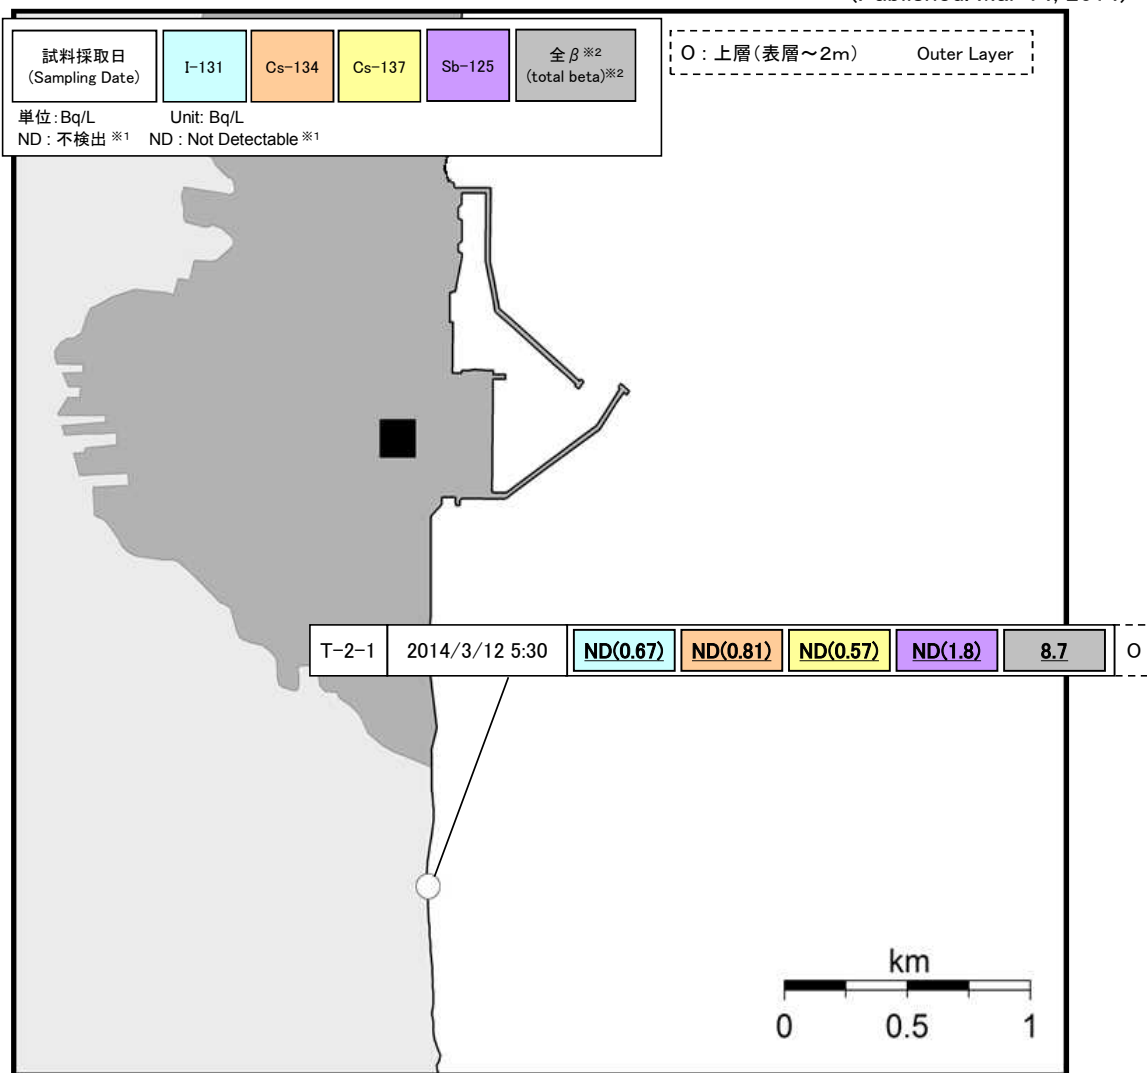 試料採取日
(Sampling Date)
I-131
Cs-134
Cs-137
Sb-125
全β※2
(total beta)※2
O : 上層(表層～2m) Outer Layer
単位:Bq/L Unit: Bq/L
ND : 不検出 ※1 ND : Not Detectable ※1
T-2-1 2014/3/12 5:30 ND(0.67) ND(0.81) ND(0.57) ND(1.8) 8.7 O
km
0 0.5 1